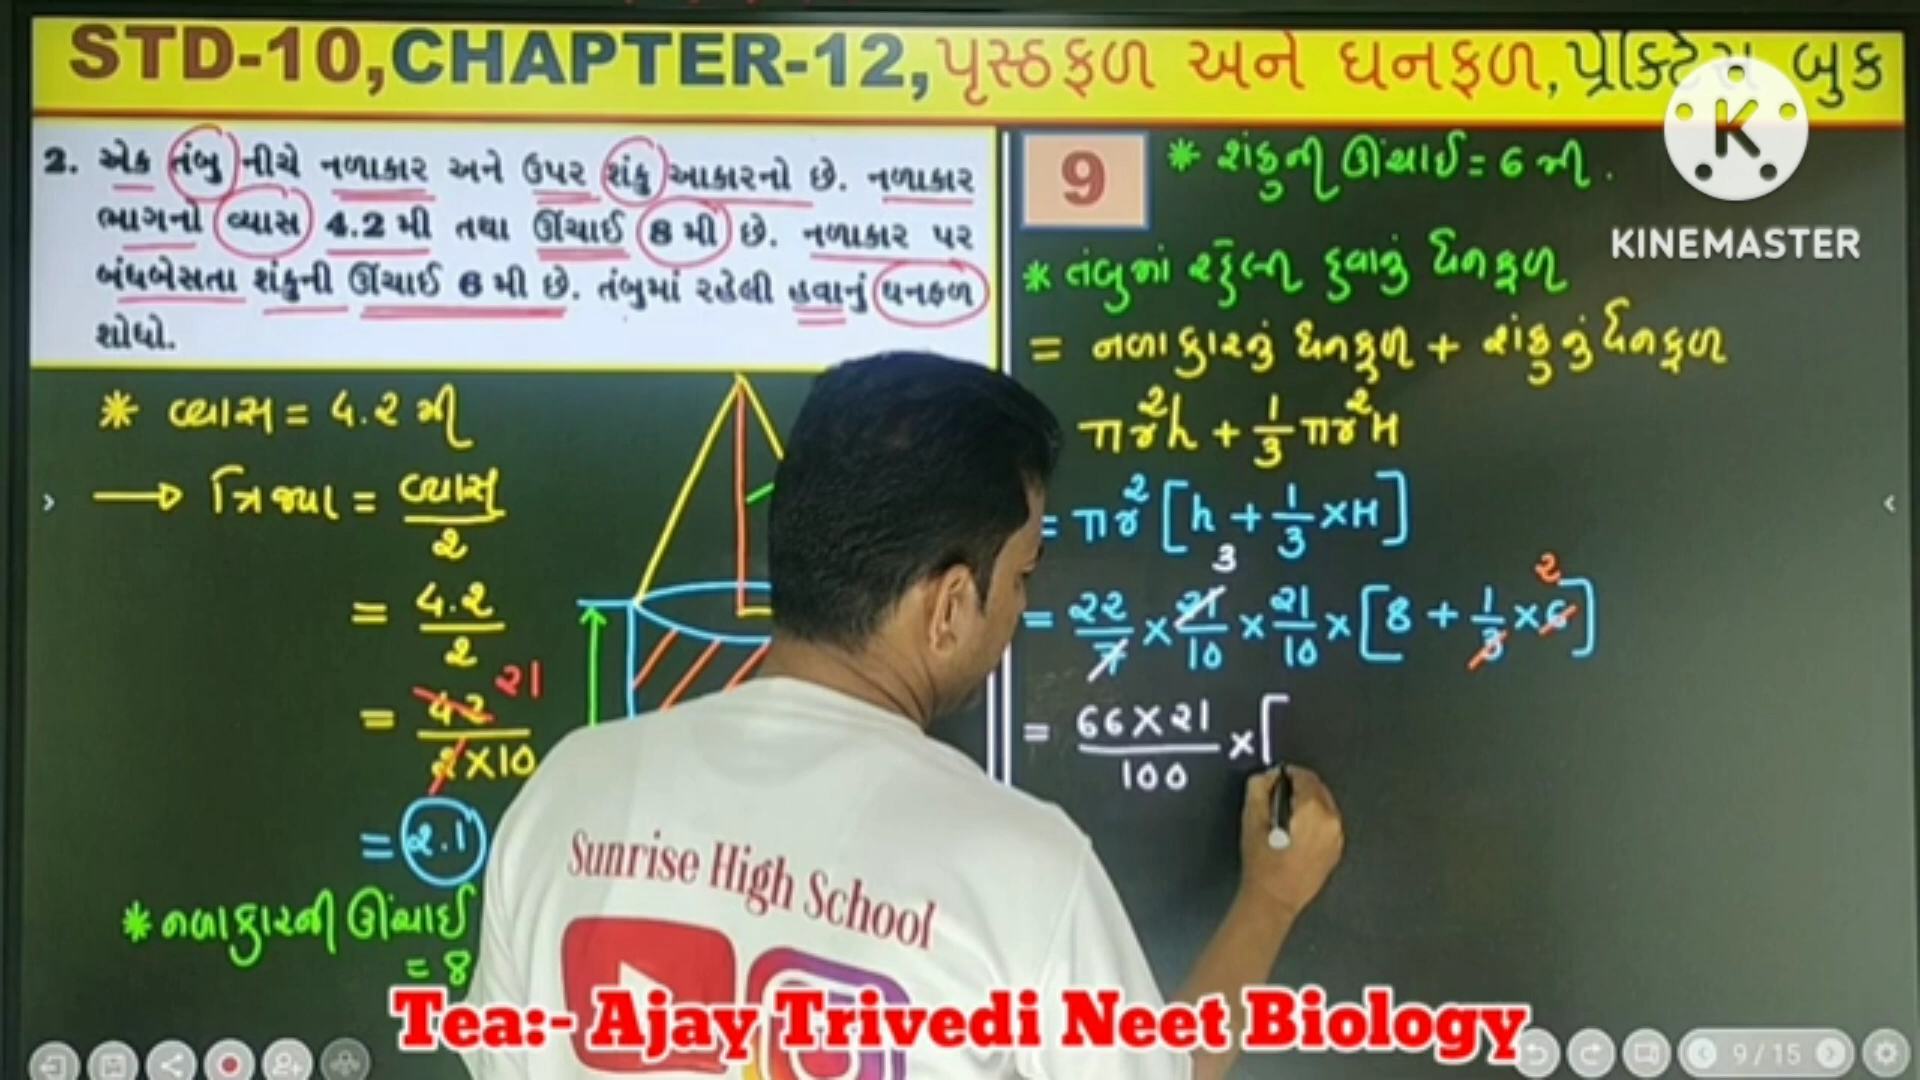 STD-10,CHAPTER-12,પૃષ્ઠફળ અને ઘનફળ,પ્રેક્ટિસ બુક
2. એક તંબુ નીચે નળાકાર અને ઉપર શંકુ આકારનો છે. નળાકાર
ભાગનો વ્યાસ 4.2 મી તથા ઊંચાઈ 8 મી છે. નળાકાર પર
બંધબેસતા શંકુની ઊંચાઈ 6 મી છે. તંબુમાં રહેલી હવાનું ઘનફળ
શોધો.
* વ્યાસ = 4.2 મી
→ ત્રિજ્યા = વ્યાસ/2
= 4.2/2
= 42/2×10 21
= 2.1
* નળાકારની ઊંચાઈ
= 8
9
* શંકુની ઊંચાઈ = 6 મી.
* તંબુમાં રહેલી હવાનું ઘનફળ
= નળાકારનું ઘનફળ + શંકુનું ઘનફળ
πr²h + 1/3 πr²H
= πr² [h + 1/3 × H]
= 22/7 × 21/10 × 21/10 × [8 + 1/3 × 6] 3 2
= 66×21/100 × [
K
KINEMASTER
Sunrise High School
Tea:- Ajay Trivedi Neet Biology
9 / 15